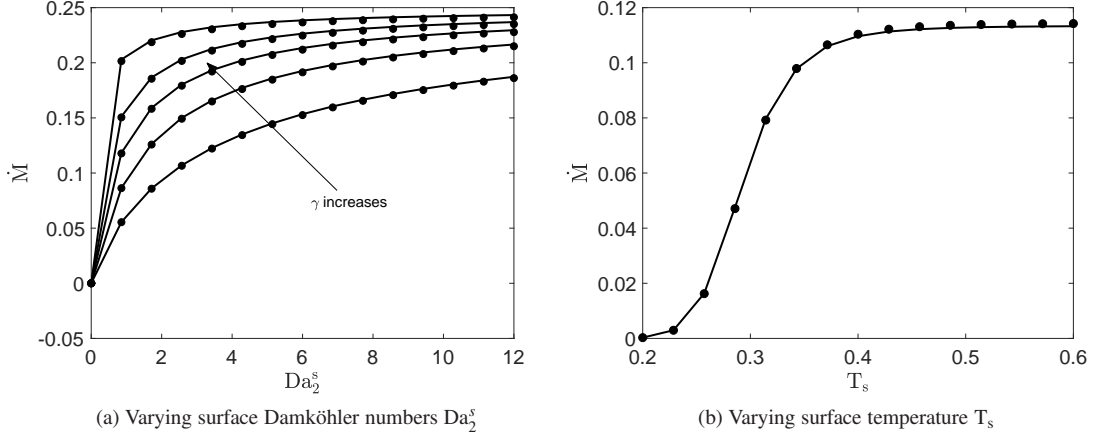 0.25
0.20
0.15
0.1
0.05
0
-0.05
Ṁ
γ increases
0 2 4 6 8 10 12
Da₂ˢ
(a) Varying surface Damköhler numbers Da₂ˢ
0.12
0.1
0.08
0.06
0.04
0.02
0
Ṁ
0.2 0.3 0.4 0.5 0.6
Tₛ
(b) Varying surface temperature Tₛ